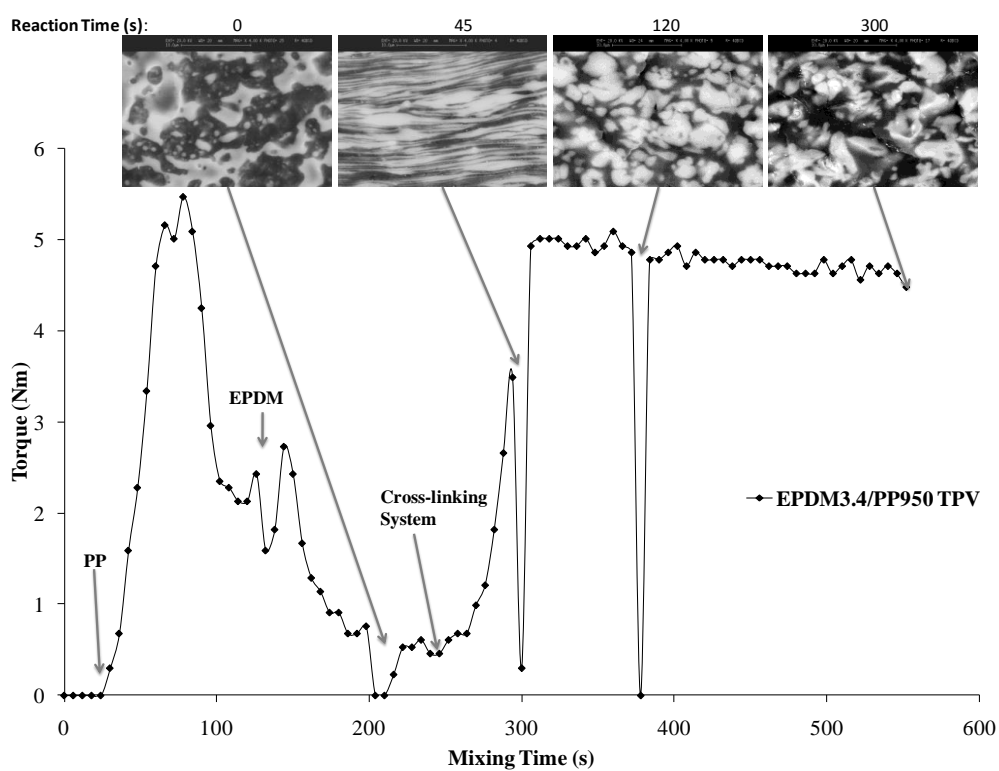 Reaction Time (s): 0 45 120 300
6
5
4
3
2
1
0
Torque (Nm)
PP
EPDM
Cross-linking
System
EPDM3.4/PP950 TPV
0 100 200 300 400 500 600
Mixing Time (s)